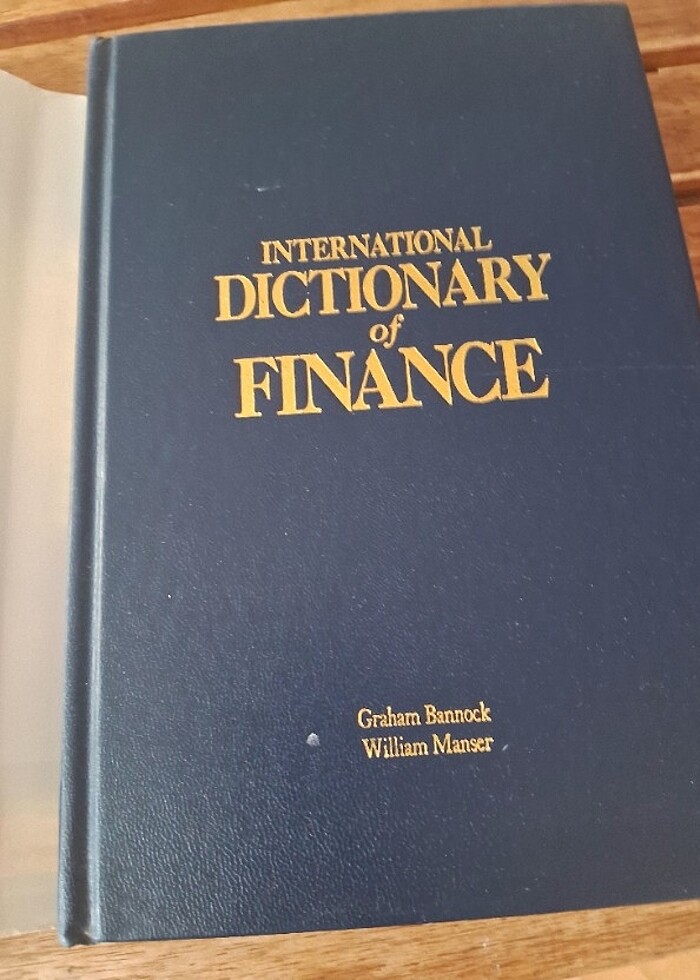 INTERNATIONAL
DICTIONARY
of
FINANCE
Graham Bannock
William Manser